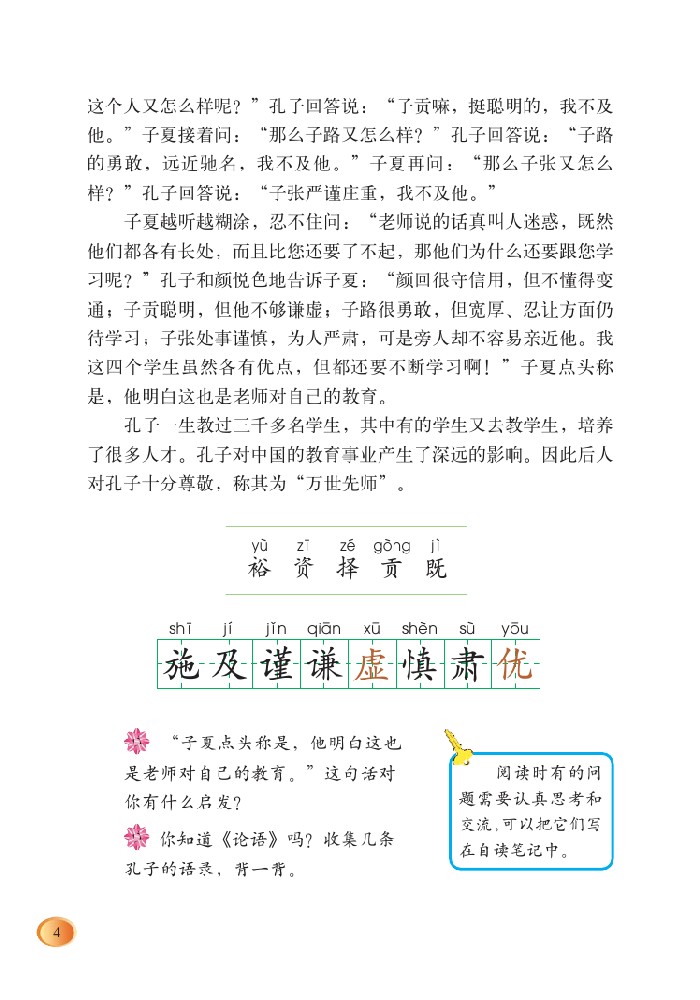 这个人又怎么样呢？”孔子回答说：“子贡嘛，挺聪明的，我不及
他。”子夏接着问：“那么子路又怎么样？”孔子回答说：“子路
的勇敢，远近驰名，我不及他。”子夏再问：“那么子张又怎么
样？”孔子回答说：“子张严谨庄重，我不及他。”
子夏越听越糊涂，忍不住问：“老师说的话真叫人迷惑，既然
他们都各有长处，而且比您还要了不起，那他们为什么还要跟您学
习呢？”孔子和颜悦色地告诉子夏：“颜回很守信用，但不懂得变
通；子贡聪明，但他不够谦虚；子路很勇敢，但宽厚、忍让方面仍
待学习；子张处事谨慎，为人严肃，可是旁人却不容易亲近他。我
这四个学生虽然各有优点，但都还要不断学习啊！”子夏点头称
是，他明白这也是老师对自己的教育。
孔子一生教过三千多名学生，其中有的学生又去教学生，培养
了很多人才。孔子对中国的教育事业产生了深远的影响。因此后人
对孔子十分尊敬，称其为“万世先师”。
yù zī zé gòng jì
裕 资 择 贡 既
shī jí jǐn qiān xū shèn sù yōu
施 及 谨 谦 虚 慎 肃 优
“子夏点头称是，他明白这也
是老师对自己的教育。”这句话对
你有什么启发？
你知道《论语》吗？收集几条
孔子的语录，背一背。
阅读时有的问
题需要认真思考和
交流，可以把它们写
在自读笔记中。
4